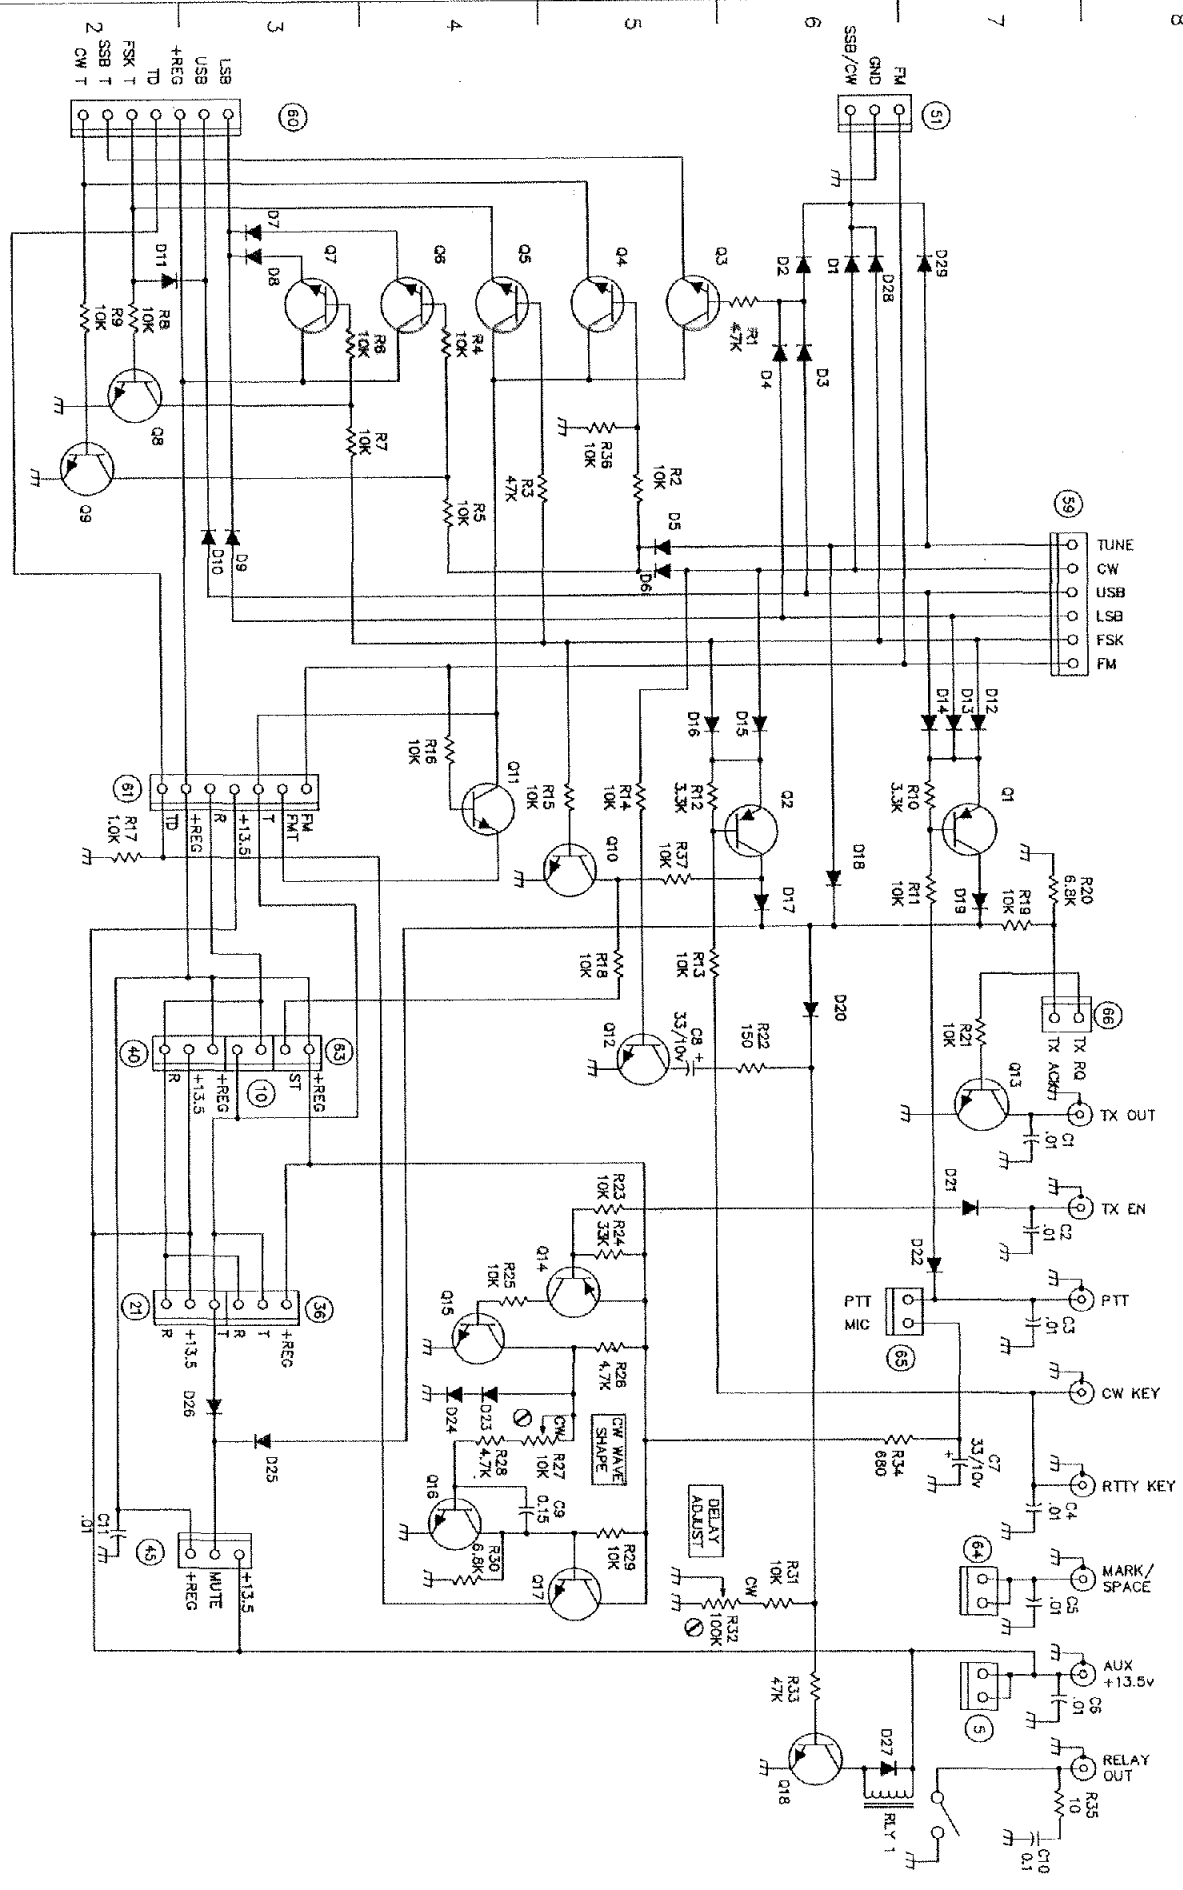 2
3
4
5
6
7
8
CW T
SSB T
FSK T
TD
+REG
USB
LSB
60
SSB/CW
GND
FM
51
D7
D8
D11
R8
10K
R9
10K
Q7
Q6
Q5
Q4
Q3
R6
10K
R4
10K
R1
47K
D2
D1
D28
D29
D4
D3
Q8
Q9
R7
10K
R5
10K
R3
47K
R36
10K
R2
10K
D5
D6
D10
D9
59
TUNE
CW
USB
LSB
FSK
FM
D16
D15
D14
D13
D12
R16
10K
Q11
R15
10K
Q10
R14
10K
R12
3.3K
Q2
R37
10K
D17
D18
R10
3.3K
Q1
R11
10K
D19
R19
10K
R20
6.8K
61
TD
+REG
R
+13.5
T
FMT
FM
R17
1.0K
R18
10K
R13
10K
D20
Q12
C8 +
33/10v
R22
150
R21
10K
Q13
66
TX ACK
TX RQ
TX OUT
C1
.01
40
R
+13.5
+REG
10
ST
+REG
63
R23
10K
R24
33K
D21
TX EN
C2
.01
D22
Q14
R25
10K
Q15
R26
4.7K
PTT
MIC
65
PTT
C3
.01
21
R
+13.5
T
R
T
+REG
36
D26
D25
D24
D23
CW
R27
10K
R28
4.7K
CW WAVE
SHAPE
CW KEY
R34
680
C7
33/10v
+
RTTY KEY
C4
.01
Q16
C9
0.15
R29
10K
R30
6.8K
Q17
DELAY
ADJUST
R31
10K
CW
R32
100K
C11
.01
45
+REG
MUTE
+13.5
64
MARK/
SPACE
C5
.01
AUX
+13.5v
C6
.01
5
R33
47K
Q18
D27
RLY 1
RELAY
OUT
R35
10
C10
0.1